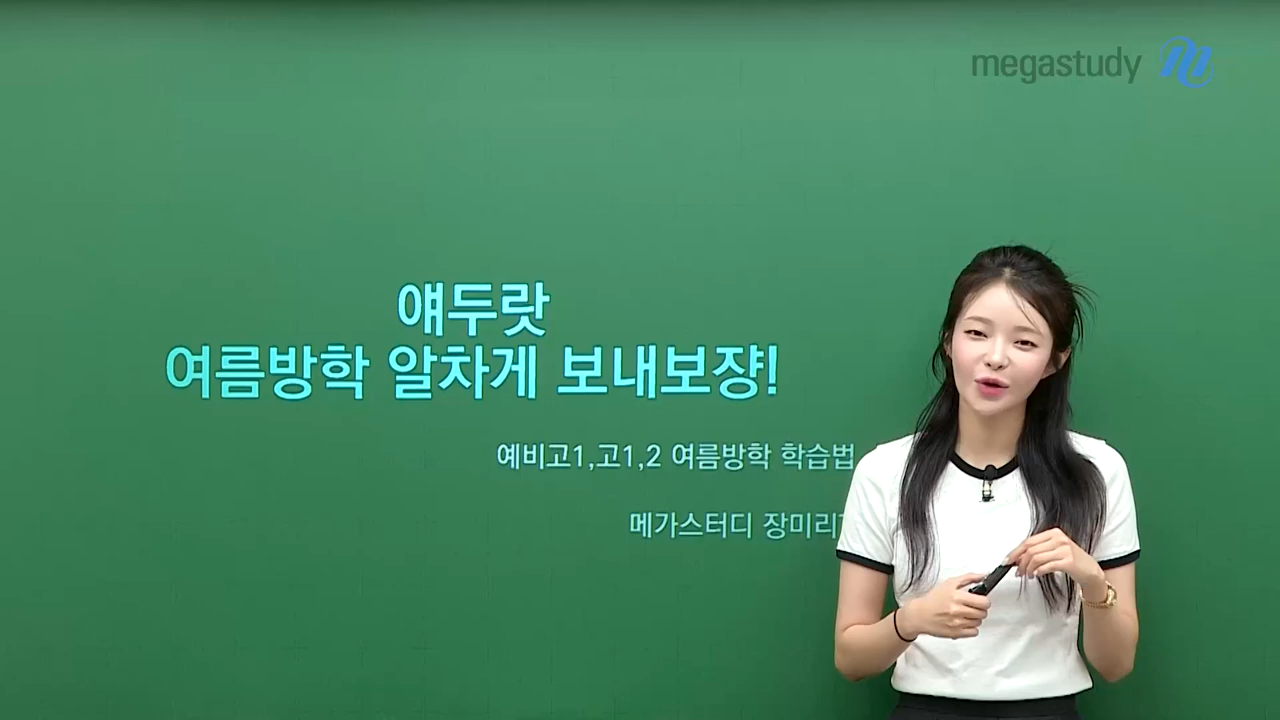 megastudy
얘두랏
여름방학 알차게 보내보쟝!
예비고1,고1,2 여름방학 학습법
메가스터디 장미리